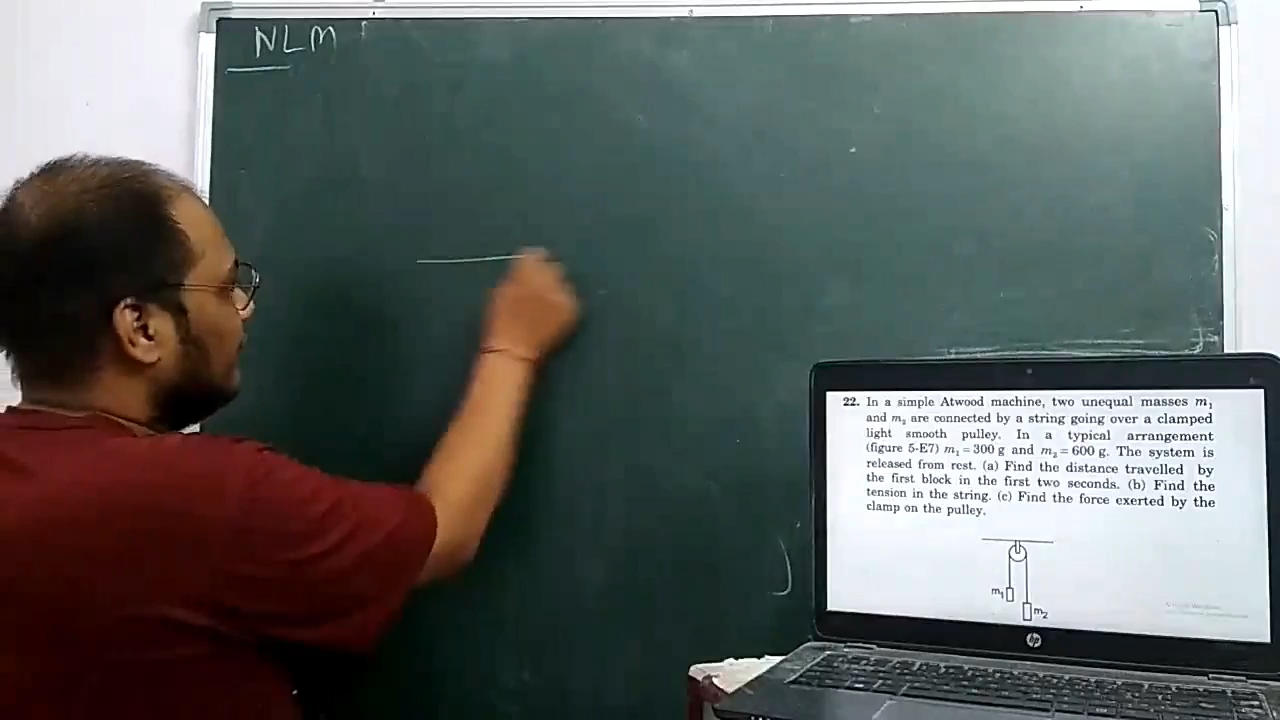 NLM
22. In a simple Atwood machine, two unequal masses m₁
and m₂ are connected by a string going over a clamped
light smooth pulley. In a typical arrangement
(figure 5-E7) m₁ = 300 g and m₂ = 600 g. The system is
released from rest. (a) Find the distance travelled by
the first block in the first two seconds. (b) Find the
tension in the string. (c) Find the force exerted by the
clamp on the pulley.
m₁
m₂
hp